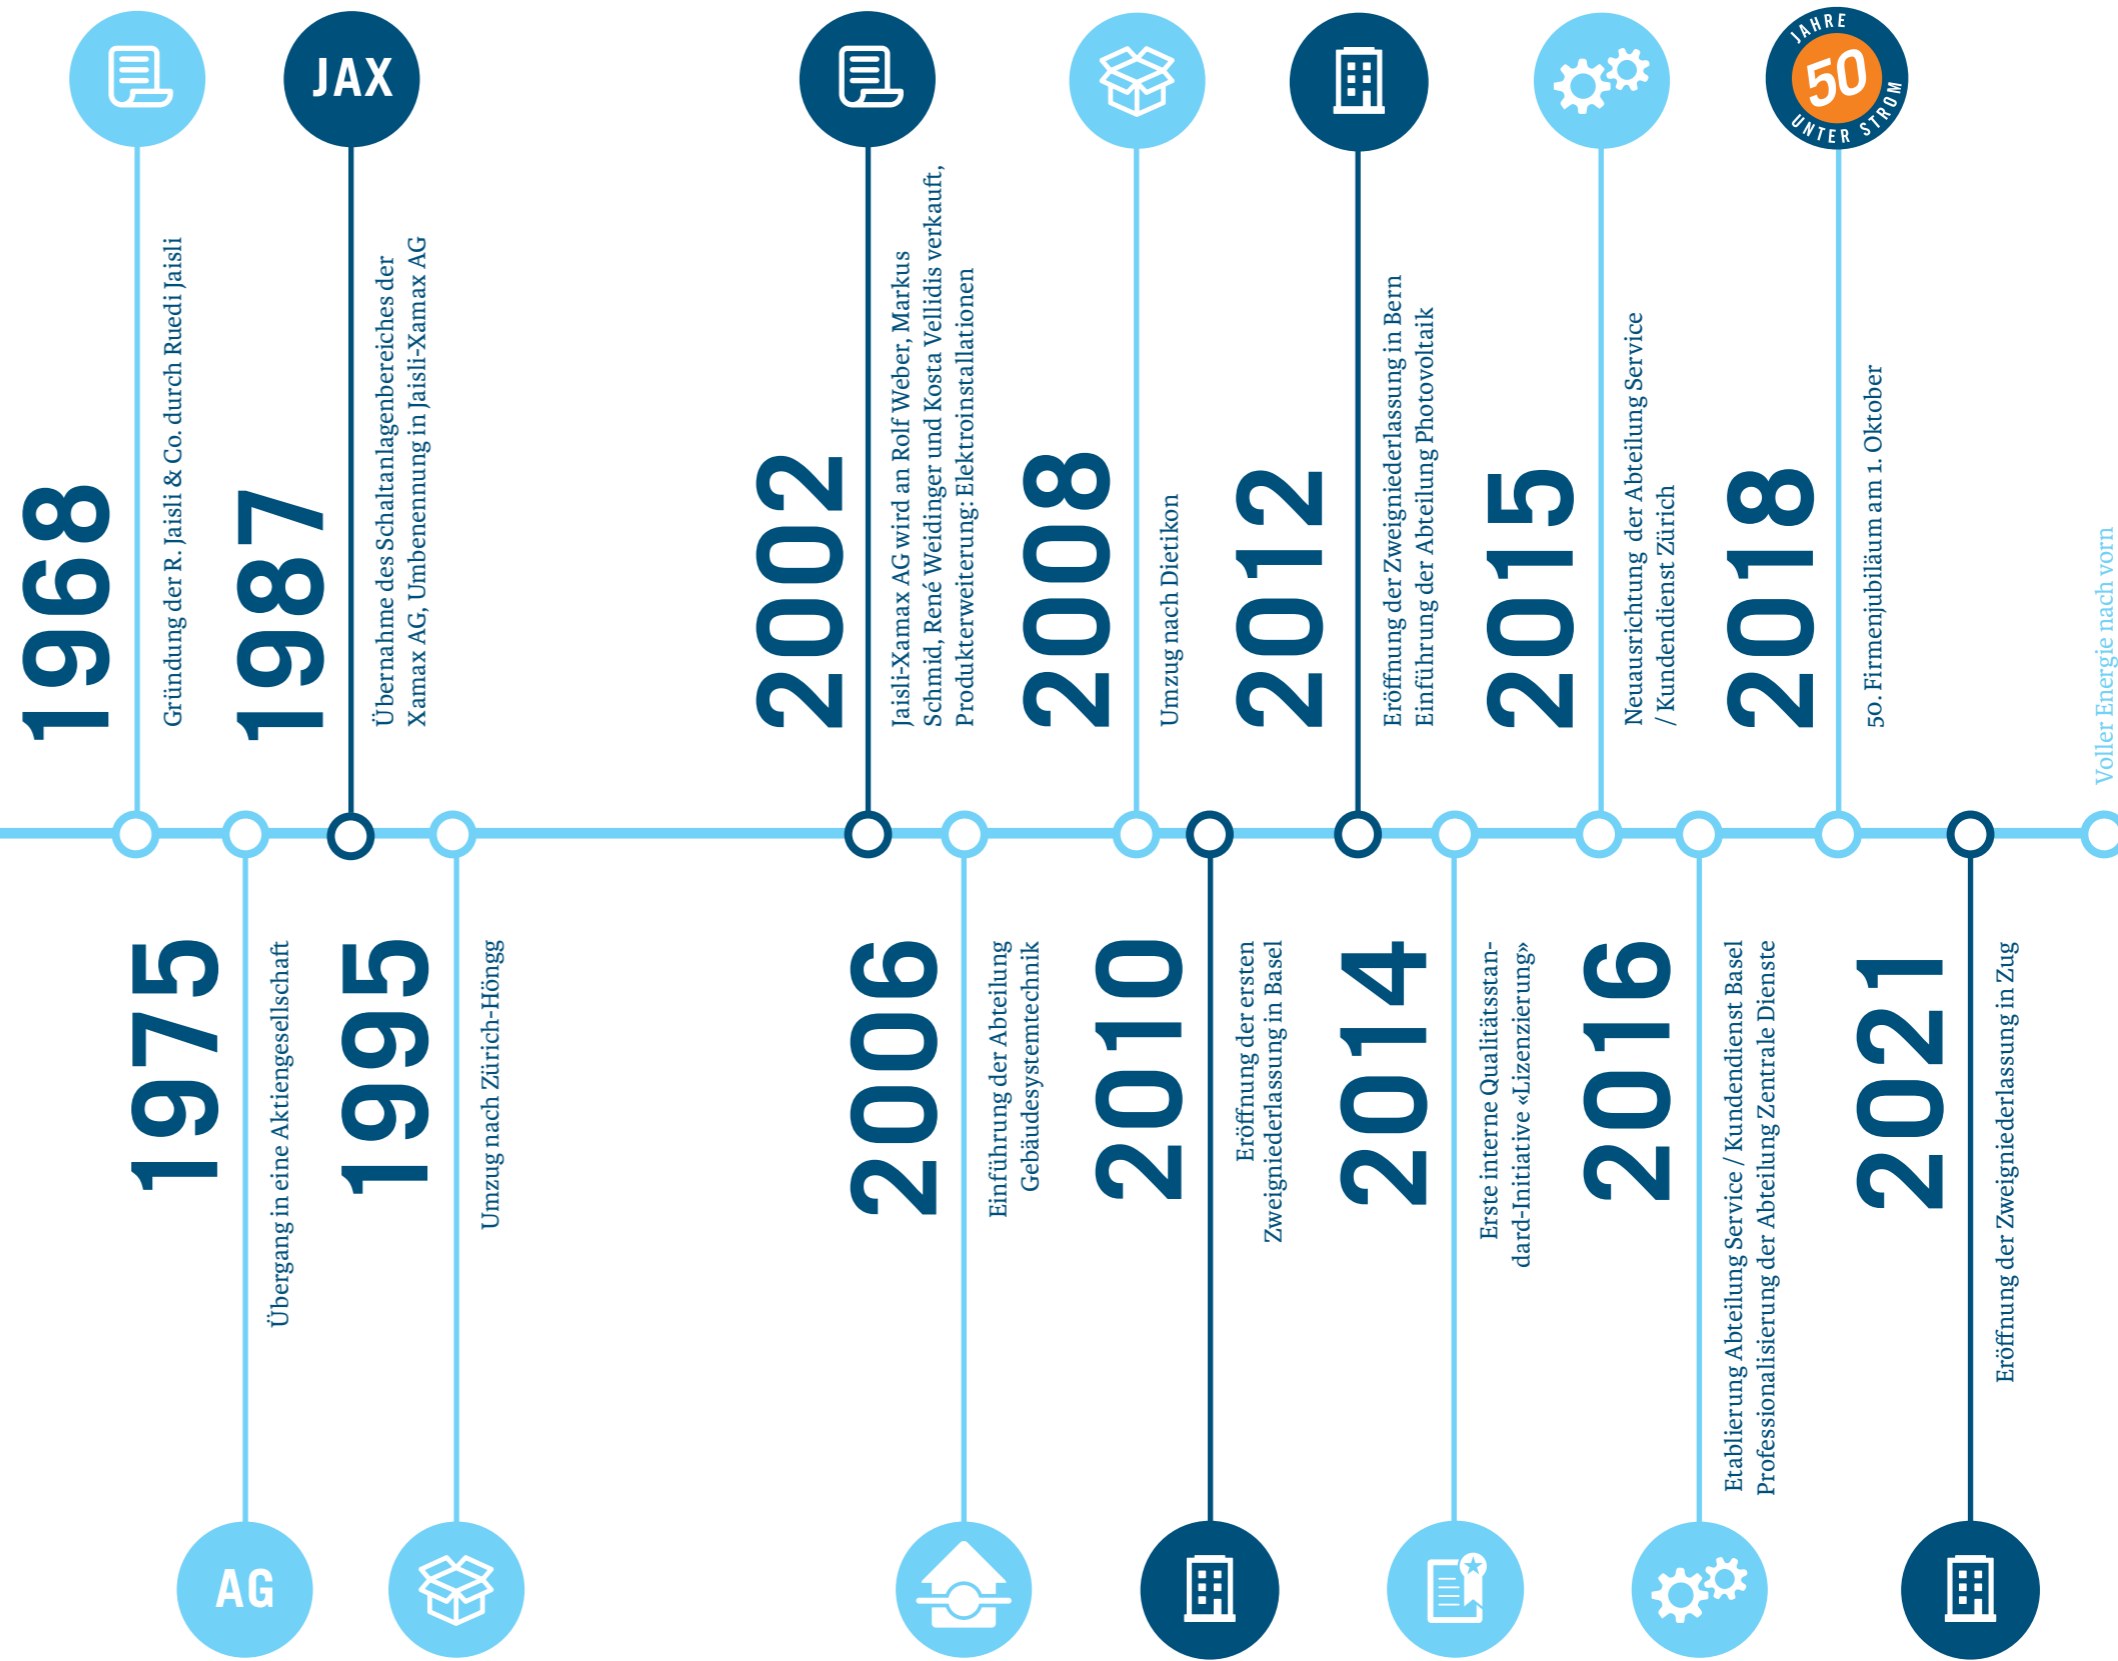 1968
Gründung der R. Jaisli & Co. durch Ruedi Jaisli
AG
1975
Übergang in eine Aktiengesellschaft
JAX
1987
Übernahme des Schaltanlagenbereiches der
Xamax AG, Umbenennung in Jaisli-Xamax AG
1995
Umzug nach Zürich-Höngg
2002
Jaisli-Xamax AG wird an Rolf Weber, Markus
Schmid, René Weidinger und Kosta Vellidis verkauft,
Produkterweiterung: Elektroinstallationen
2006
Einführung der Abteilung
Gebäudesystemtechnik
2008
Umzug nach Dietikon
2010
Eröffnung der ersten
Zweigniederlassung in Basel
2012
Eröffnung der Zweigniederlassung in Bern
Einführung der Abteilung Photovoltaik
2014
Erste interne Qualitätsstan-
dard-Initiative «Lizenzierung»
2015
Neuausrichtung der Abteilung Service
/ Kundendienst Zürich
2016
Etablierung Abteilung Service / Kundendienst Basel
Professionalisierung der Abteilung Zentrale Dienste
JAHRE
50
UNTER STROM
2018
50. Firmenjubiläum am 1. Oktober
2021
Eröffnung der Zweigniederlassung in Zug
Voller Energie nach vorn